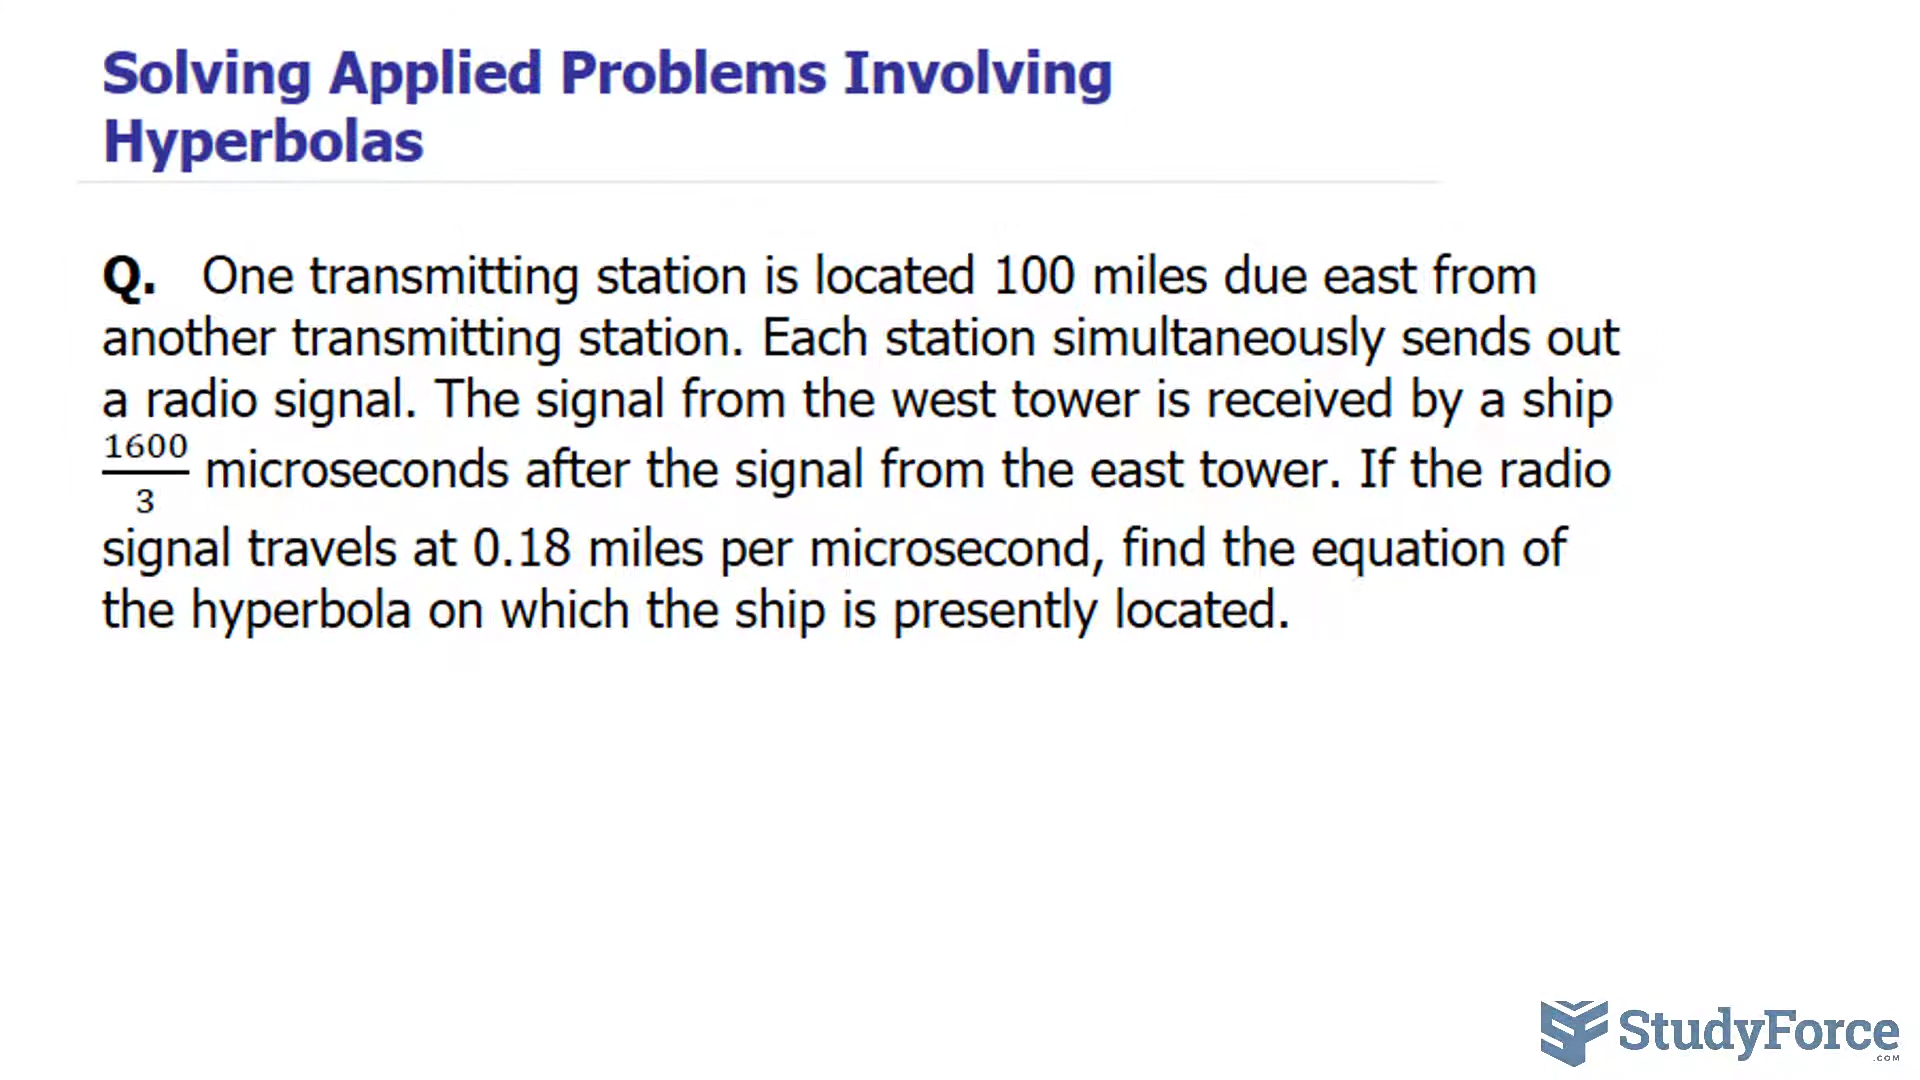 Solving Applied Problems Involving
Hyperbolas
Q. One transmitting station is located 100 miles due east from
another transmitting station. Each station simultaneously sends out
a radio signal. The signal from the west tower is received by a ship
1600/3 microseconds after the signal from the east tower. If the radio
signal travels at 0.18 miles per microsecond, find the equation of
the hyperbola on which the ship is presently located.
StudyForce
.COM